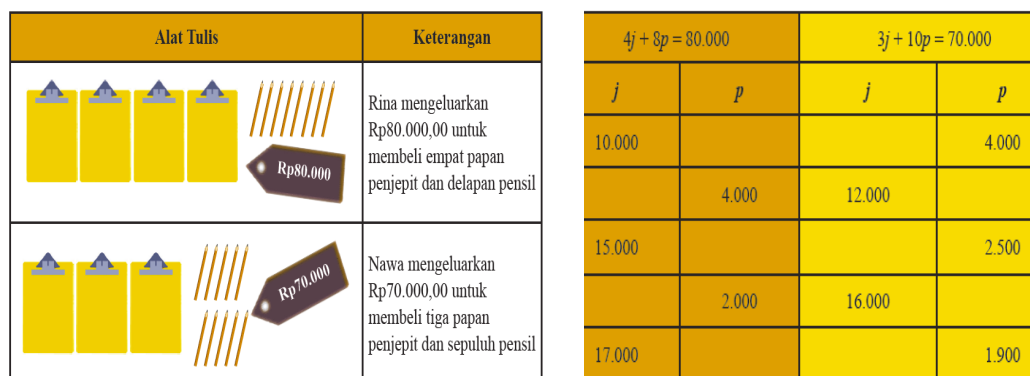 Alat Tulis
Keterangan
Rp80.000
Rina mengeluarkan
Rp80.000,00 untuk
membeli empat papan
penjepit dan delapan pensil
Rp70.000
Nawa mengeluarkan
Rp70.000,00 untuk
membeli tiga papan
penjepit dan sepuluh pensil
4j + 8p = 80.000
3j + 10p = 70.000
j
p
j
p
10.000
4.000
4.000
12.000
15.000
2.500
2.000
16.000
17.000
1.900